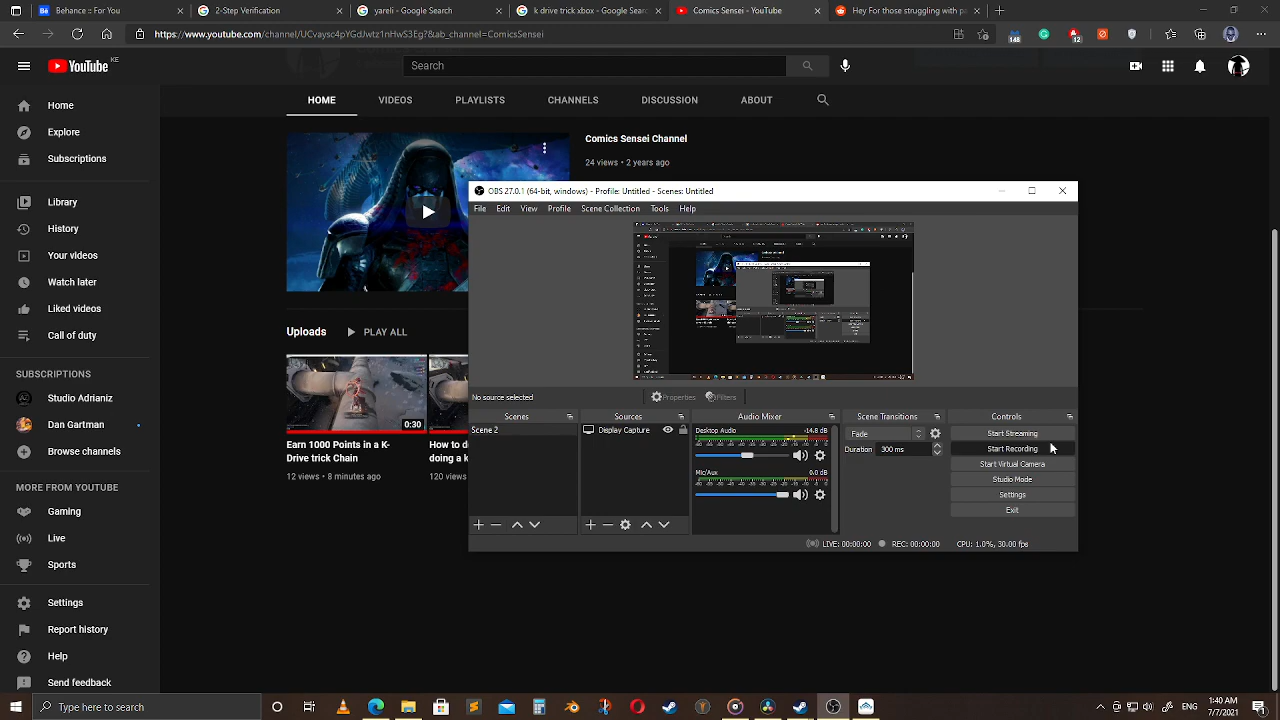 Behance :: For You
2-Step Verification
yareli - Google Search
k drive trick xbox - Google Searc
Comics Sensei - YouTube
Hey For those struggling with p
https://www.youtube.com/channel/UCvaysc4pYGdJwtz1nHwS3Eg?&ab_channel=ComicsSensei
148
12
YouTube KE
Search
HOME
VIDEOS
PLAYLISTS
CHANNELS
DISCUSSION
ABOUT
Home
Explore
Subscriptions
Library
History
Your videos
Watch later
Liked videos
Call of duty
SUBSCRIPTIONS
Studio Adrianiz
Dan Gartman
MORE FROM YOUTUBE
Gaming
Live
Sports
Settings
Report history
Help
Send feedback
Comics Sensei Channel
24 views • 2 years ago
Uploads
PLAY ALL
0:30
Earn 1000 Points in a K-
Drive trick Chain
12 views • 8 minutes ago
How to d
doing a k
120 views
OBS 27.0.1 (64-bit, windows) - Profile: Untitled - Scenes: Untitled
File Edit View Profile Scene Collection Tools Help
No source selected
Properties
Filters
Scenes
Scene 2
Sources
Display Capture
Audio Mixer
Desktop Audio
-14.8 dB
Mic/Aux
0.0 dB
Scene Transitions
Fade
Duration 300 ms
Controls
Start Streaming
Start Recording
Start Virtual Camera
Studio Mode
Settings
Exit
LIVE: 00:00:00
REC: 00:00:00
CPU: 1.0%, 30.00 fps
Type here to search
ENG
1:40 AM
7/7/2021